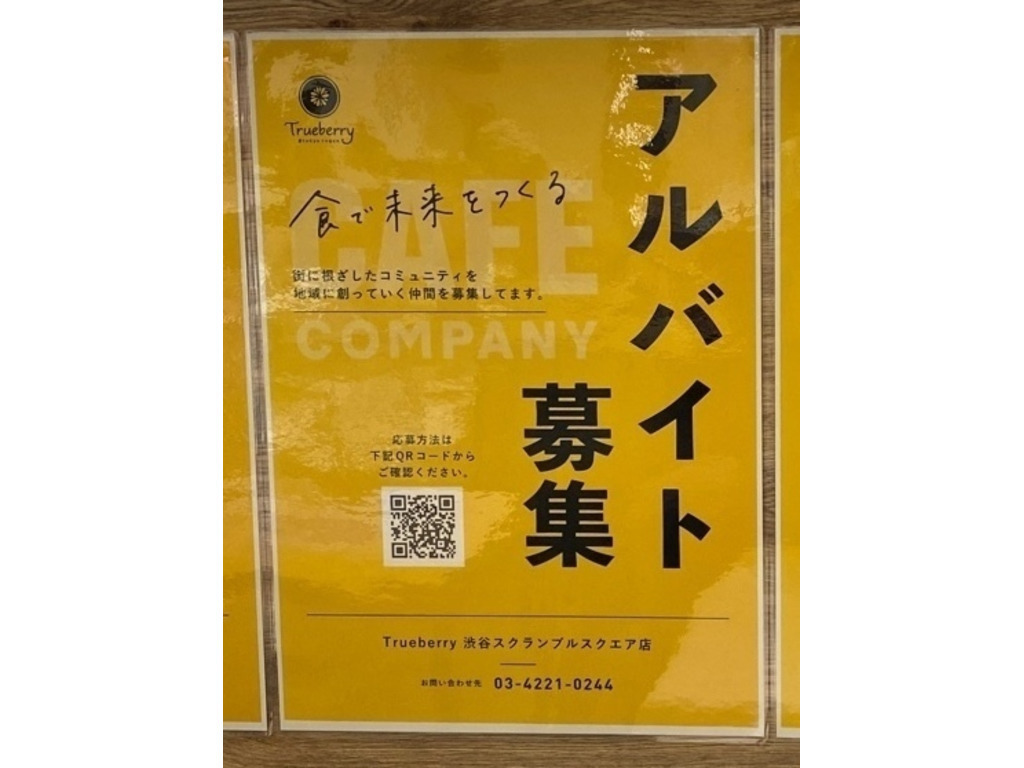 Trueberry
アルバイト
募集
食で未来をつくる
CAFE
COMPANY
街に根ざしたコミュニティを
地域に創っていく仲間を募集してます。
応募方法は
下記QRコードから
ご確認ください。
Trueberry 渋谷スクランブルスクエア店
お問い合わせ先 03-4221-0244